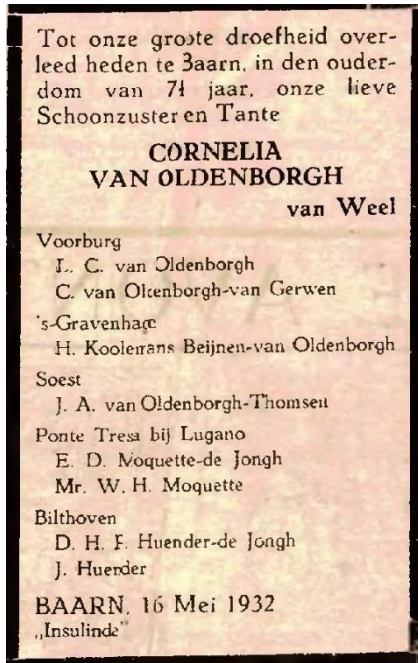 Tot onze groote droefheid over-
leed heden te Baarn, in den ouder-
dom van 74 jaar, onze lieve
Schoonzuster en Tante
CORNELIA
VAN OLDENBORGH
van Weel
Voorburg
L. C. van Oldenborgh
C. van Oldenborgh-van Gerwen
's-Gravenhage
H. Koolemans Beijnen-van Oldenborgh
Soest
J. A. van Oldenborgh-Thomsen
Ponte Tresa bij Lugano
E. D. Moquette-de Jongh
Mr. W. H. Moquette
Bilthoven
D. H. F. Huender-de Jongh
J. Huender
BAARN, 16 Mei 1932
„Insulinde"